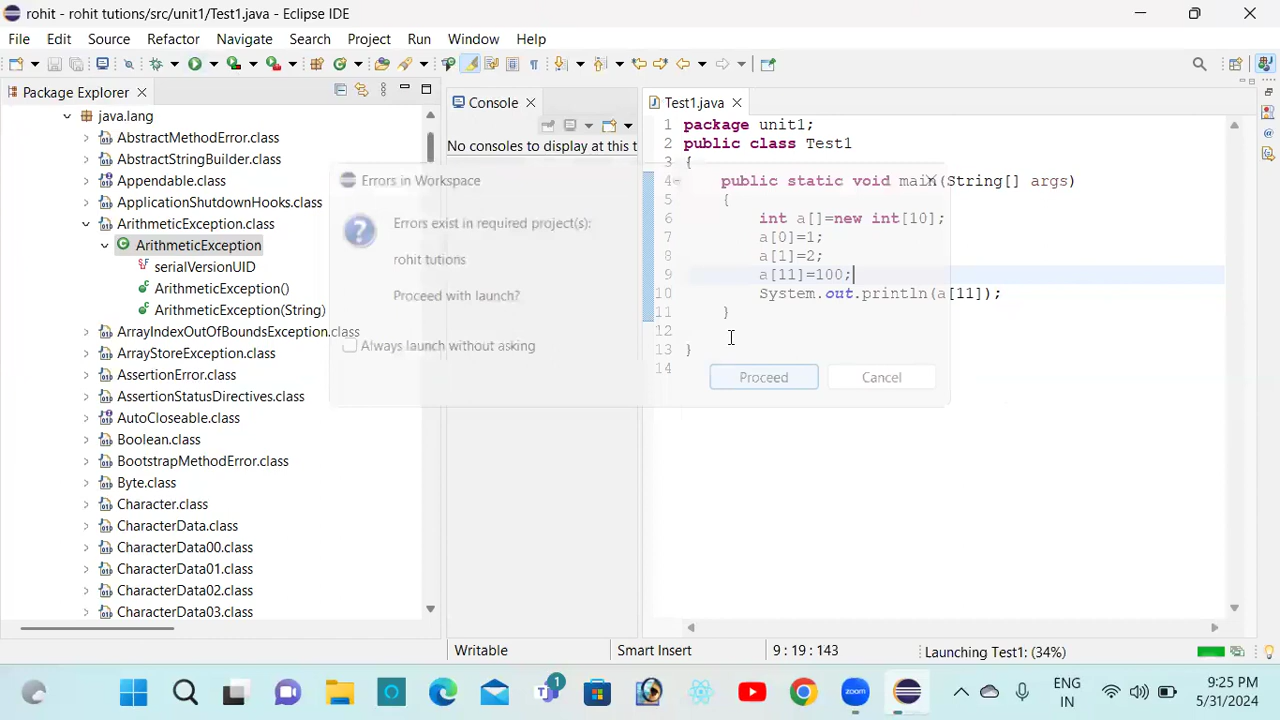 rohit - rohit tutions/src/unit1/Test1.java - Eclipse IDE
File Edit Source Refactor Navigate Search Project Run Window Help
Package Explorer
java.lang
AbstractMethodError.class
AbstractStringBuilder.class
Appendable.class
ApplicationShutdownHooks.class
ArithmeticException.class
ArithmeticException
serialVersionUID
ArithmeticException()
ArithmeticException(String)
ArrayIndexOutOfBoundsException.class
ArrayStoreException.class
AssertionError.class
AssertionStatusDirectives.class
AutoCloseable.class
Boolean.class
BootstrapMethodError.class
Byte.class
Character.class
CharacterData.class
CharacterData00.class
CharacterData01.class
CharacterData02.class
CharacterData03.class
Console
No consoles to display at this t
Errors in Workspace
Errors exist in required project(s):
rohit tutions
Proceed with launch?
Always launch without asking
Proceed Cancel
Test1.java
1 package unit1;
2 public class Test1
3 {
4 public static void main(String[] args)
5 {
6 int a[]=new int[10];
7 a[0]=1;
8 a[1]=2;
9 a[11]=100;
10 System.out.println(a[11]);
11 }
12
13 }
14
Writable Smart Insert 9 : 19 : 143 Launching Test1: (34%)
1
zoom
ENG
IN
9:25 PM
5/31/2024